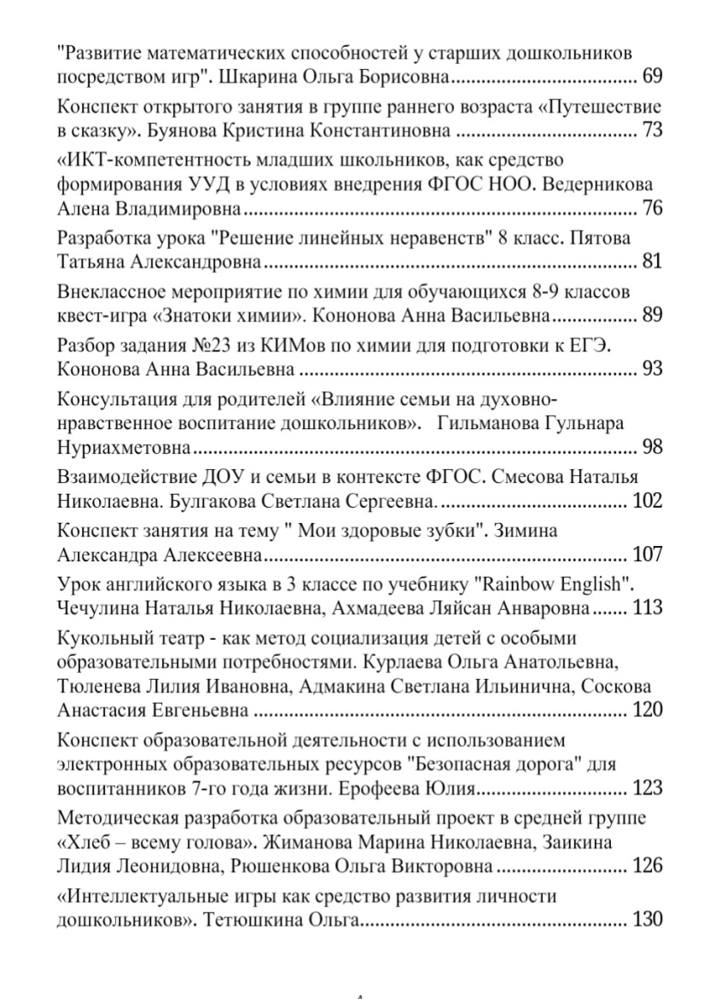 "Развитие математических способностей у старших дошкольников
посредством игр". Шкарина Ольга Борисовна.................................... 69
Конспект открытого занятия в группе раннего возраста «Путешествие
в сказку». Буянова Кристина Константиновна ................................... 73
«ИКТ-компетентность младших школьников, как средство
формирования УУД в условиях внедрения ФГОС НОО. Ведерникова
Алена Владимировна............................................................................ 76
Разработка урока "Решение линейных неравенств" 8 класс. Пятова
Татьяна Александровна........................................................................ 81
Внеклассное мероприятие по химии для обучающихся 8-9 классов
квест-игра «Знатоки химии». Кононова Анна Васильевна................. 89
Разбор задания №23 из КИМов по химии для подготовки к ЕГЭ.
Кононова Анна Васильевна ................................................................. 93
Консультация для родителей «Влияние семьи на духовно-
нравственное воспитание дошкольников».   Гильманова Гульнара
Нуриахметовна...................................................................................... 98
Взаимодействие ДОУ и семьи в контексте ФГОС. Смесова Наталья
Николаевна. Булгакова Светлана Сергеевна..................................... 102
Конспект занятия на тему " Мои здоровые зубки". Зимина
Александра Алексеевна...................................................................... 107
Урок английского языка в 3 классе по учебнику "Rainbow English".
Чечулина Наталья Николаевна, Ахмадеева Ляйсан Анваровна....... 113
Кукольный театр - как метод социализация детей с особыми
образовательными потребностями. Курлаева Ольга Анатольевна,
Тюленева Лилия Ивановна, Адмакина Светлана Ильинична, Соскова
Анастасия Евгеньевна ........................................................................ 120
Конспект образовательной деятельности с использованием
электронных образовательных ресурсов "Безопасная дорога" для
воспитанников 7-го года жизни. Ерофеева Юлия............................. 123
Методическая разработка образовательный проект в средней группе
«Хлеб – всему голова». Жиманова Марина Николаевна, Заикина
Лидия Леонидовна, Рюшенкова Ольга Викторовна ......................... 126
«Интеллектуальные игры как средство развития личности
дошкольников». Тетюшкина Ольга.................................................... 130